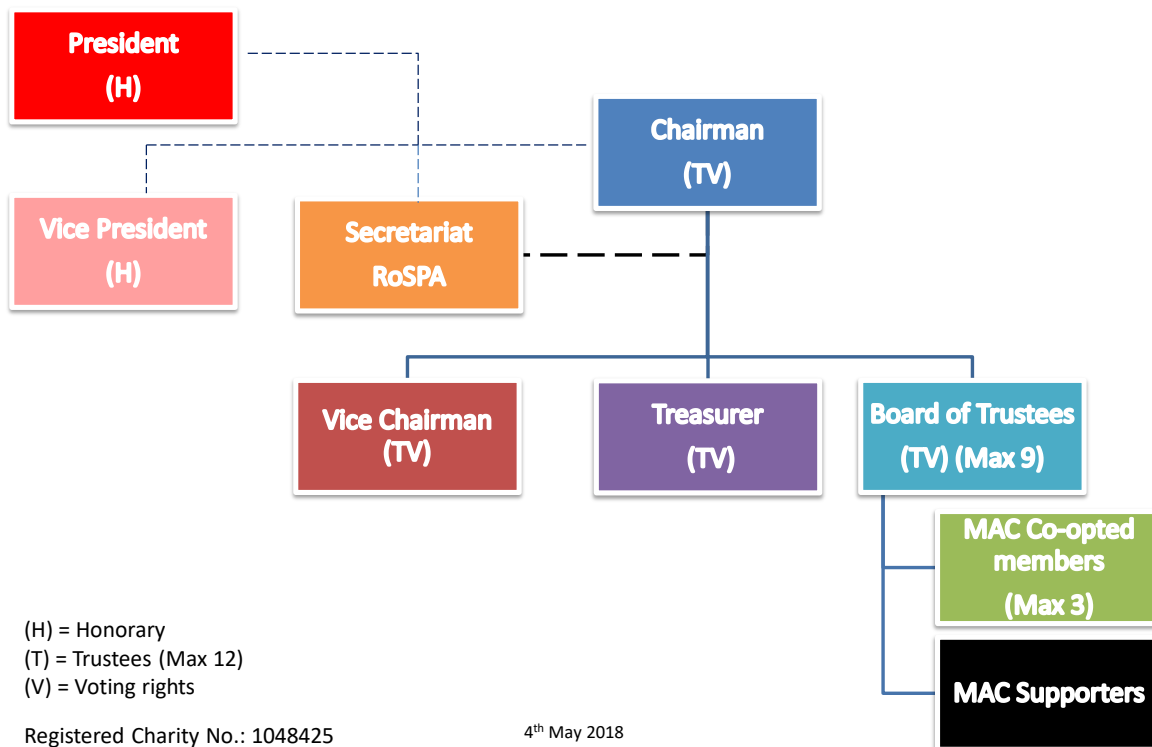 President
(H)
Chairman
(TV)
Vice President
(H)
Secretariat
RoSPA
Vice Chairman
(TV)
Treasurer
(TV)
Board of Trustees
(TV) (Max 9)
MAC Co-opted
members
(Max 3)
MAC Supporters
(H) = Honorary
(T) = Trustees (Max 12)
(V) = Voting rights
Registered Charity No.: 1048425
4th May 2018